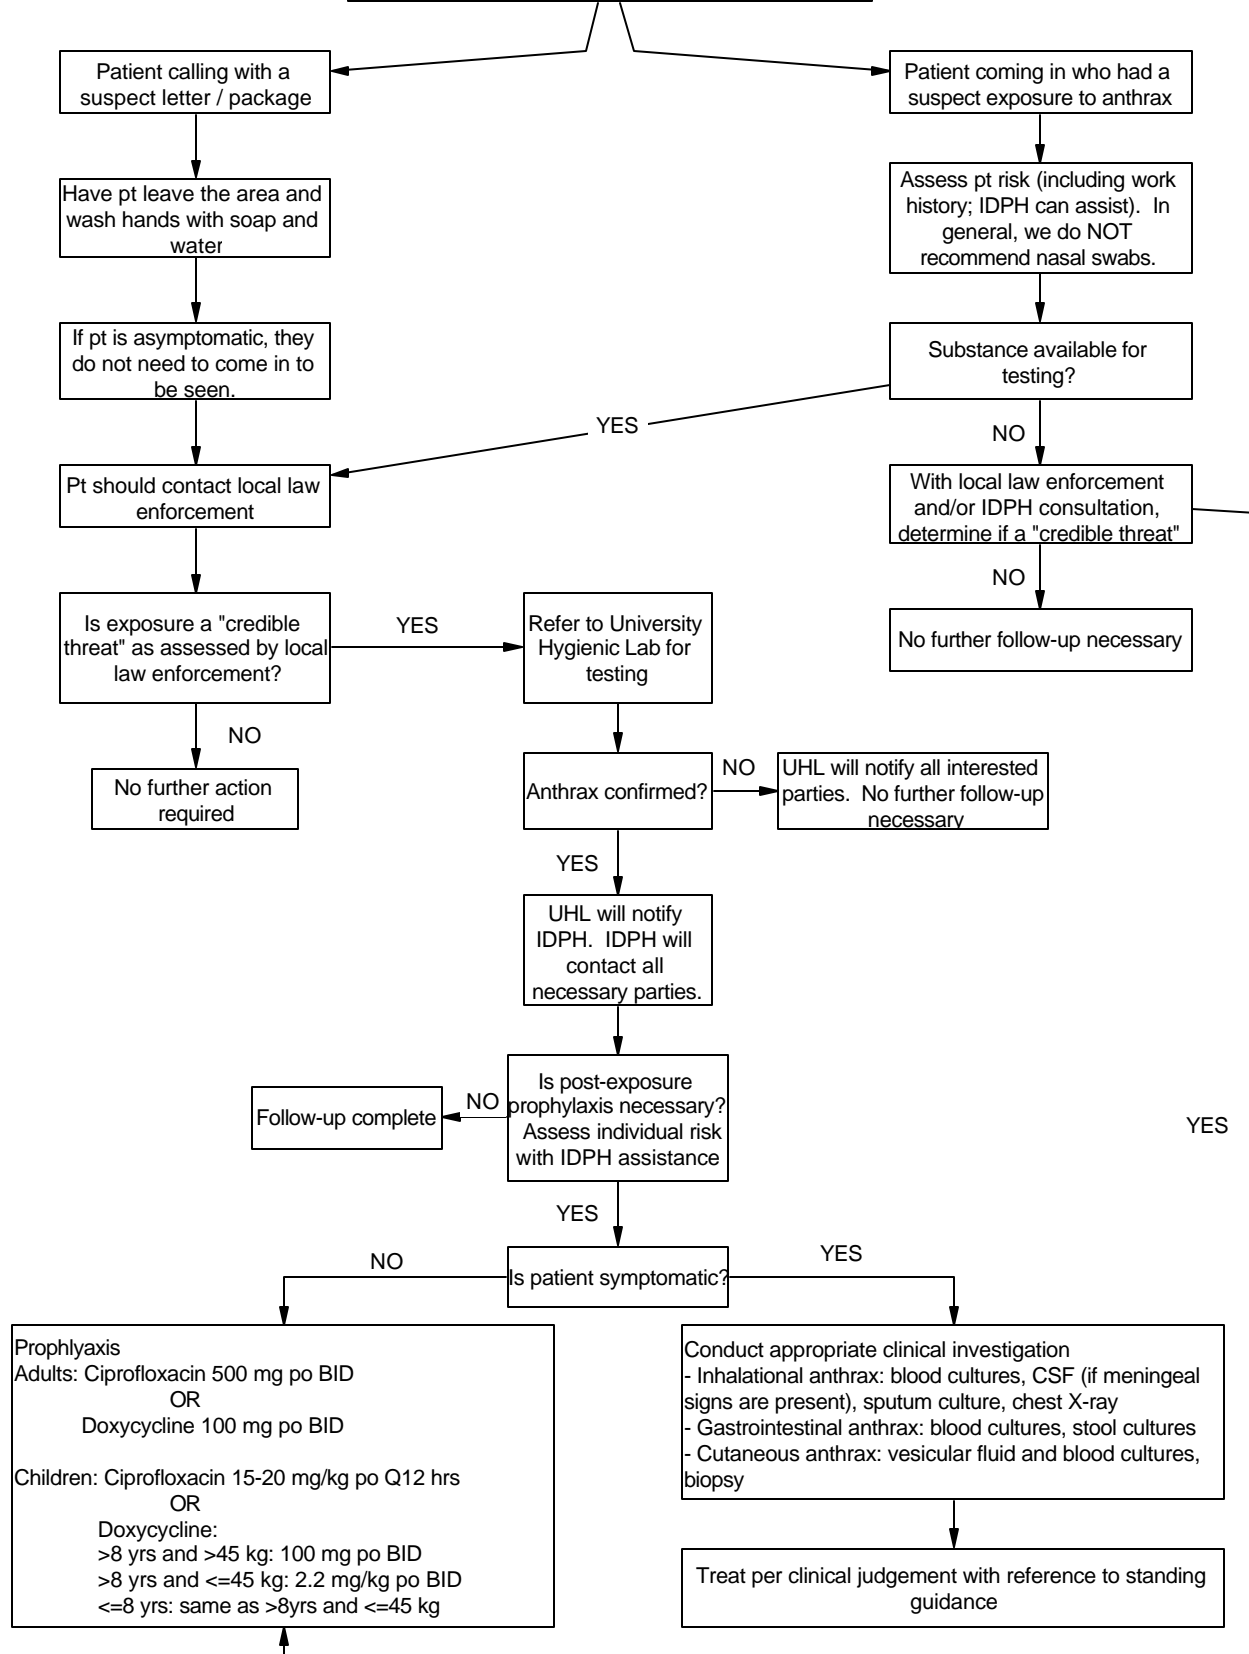 Patient calling with a
suspect letter / package
Patient coming in who had a
suspect exposure to anthrax
Have pt leave the area and
wash hands with soap and
water
Assess pt risk (including work
history; IDPH can assist). In
general, we do NOT
recommend nasal swabs.
If pt is asymptomatic, they
do not need to come in to
be seen.
Substance available for
testing?
YES
NO
Pt should contact local law
enforcement
With local law enforcement
and/or IDPH consultation,
determine if a "credible threat"
NO
No further follow-up necessary
Is exposure a "credible
threat" as assessed by local
law enforcement?
YES
Refer to University
Hygienic Lab for
testing
NO
No further action
required
Anthrax confirmed?
NO
UHL will notify all interested
parties. No further follow-up
necessary
YES
UHL will notify
IDPH. IDPH will
contact all
necessary parties.
Is post-exposure
prophylaxis necessary?
Assess individual risk
with IDPH assistance
NO
Follow-up complete
YES
YES
Is patient symptomatic?
NO
YES
Prophlyaxis
Adults: Ciprofloxacin 500 mg po BID
OR
Doxycycline 100 mg po BID
Children: Ciprofloxacin 15-20 mg/kg po Q12 hrs
OR
Doxycycline:
>8 yrs and >45 kg: 100 mg po BID
>8 yrs and <=45 kg: 2.2 mg/kg po BID
<=8 yrs: same as >8yrs and <=45 kg
Conduct appropriate clinical investigation
- Inhalational anthrax: blood cultures, CSF (if meningeal
signs are present), sputum culture, chest X-ray
- Gastrointestinal anthrax: blood cultures, stool cultures
- Cutaneous anthrax: vesicular fluid and blood cultures,
biopsy
Treat per clinical judgement with reference to standing
guidance